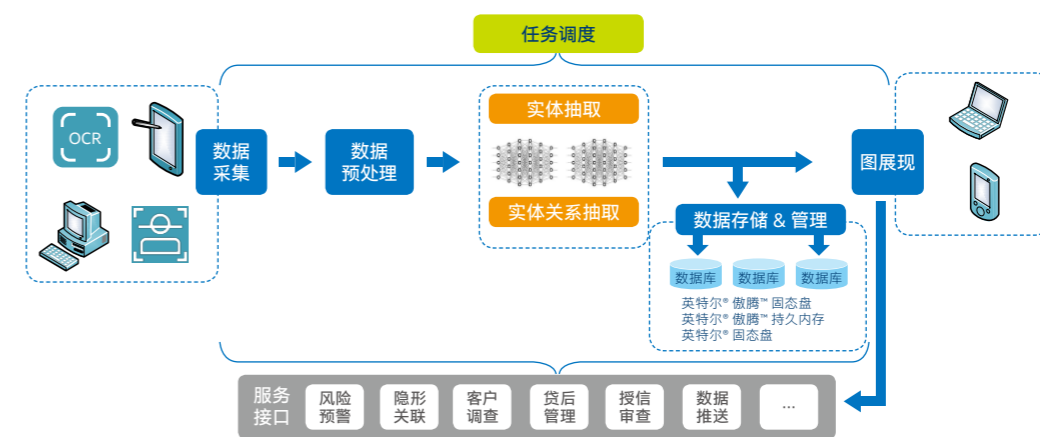 任务调度
OCR
数据
采集
数据
预处理
实体抽取
实体关系抽取
图展现
数据存储 & 管理
数据库
数据库
数据库
英特尔® 傲腾™ 固态盘
英特尔® 傲腾™ 持久内存
英特尔® 固态盘
服务
接口
风险
预警
隐形
关联
客户
调查
贷后
管理
授信
审查
数据
推送
...